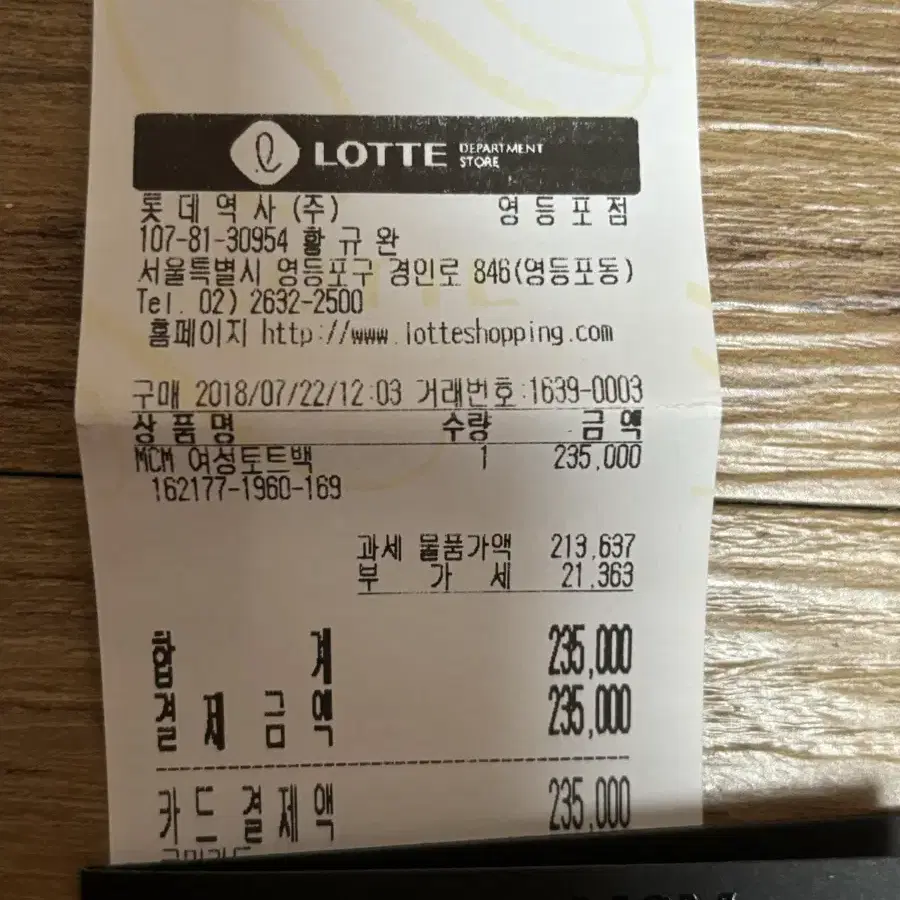 LOTTE DEPARTMENT STORE
롯데역사(주) 영등포점
107-81-30954 황규완
서울특별시 영등포구 경인로 846(영등포동)
Tel. 02) 2632-2500
홈페이지 http://www.lotteshopping.com
구매 2018/07/22/12:03 거래번호:1639-0003
상품명 수량 금액
MCM 여성토트백 1 235,000
162177-1960-169
과세 물품가액 213,637
부가세 21,363
합계 235,000
결제금액 235,000
카드결제액 235,000